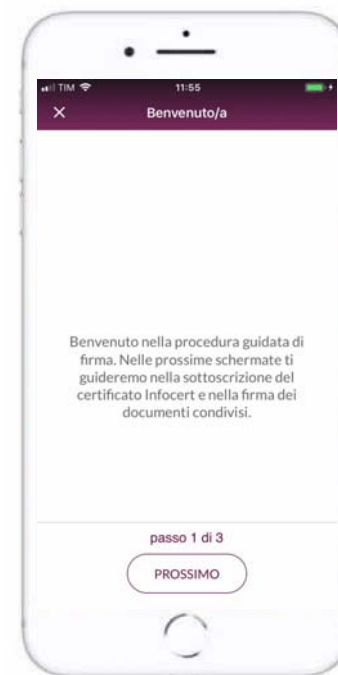 TIM
11:55
Benvenuto/a
Benvenuto nella procedura guidata di
firma. Nelle prossime schermate ti
guideremo nella sottoscrizione del
certificato Infocert e nella firma dei
documenti condivisi.
passo 1 di 3
PROSSIMO